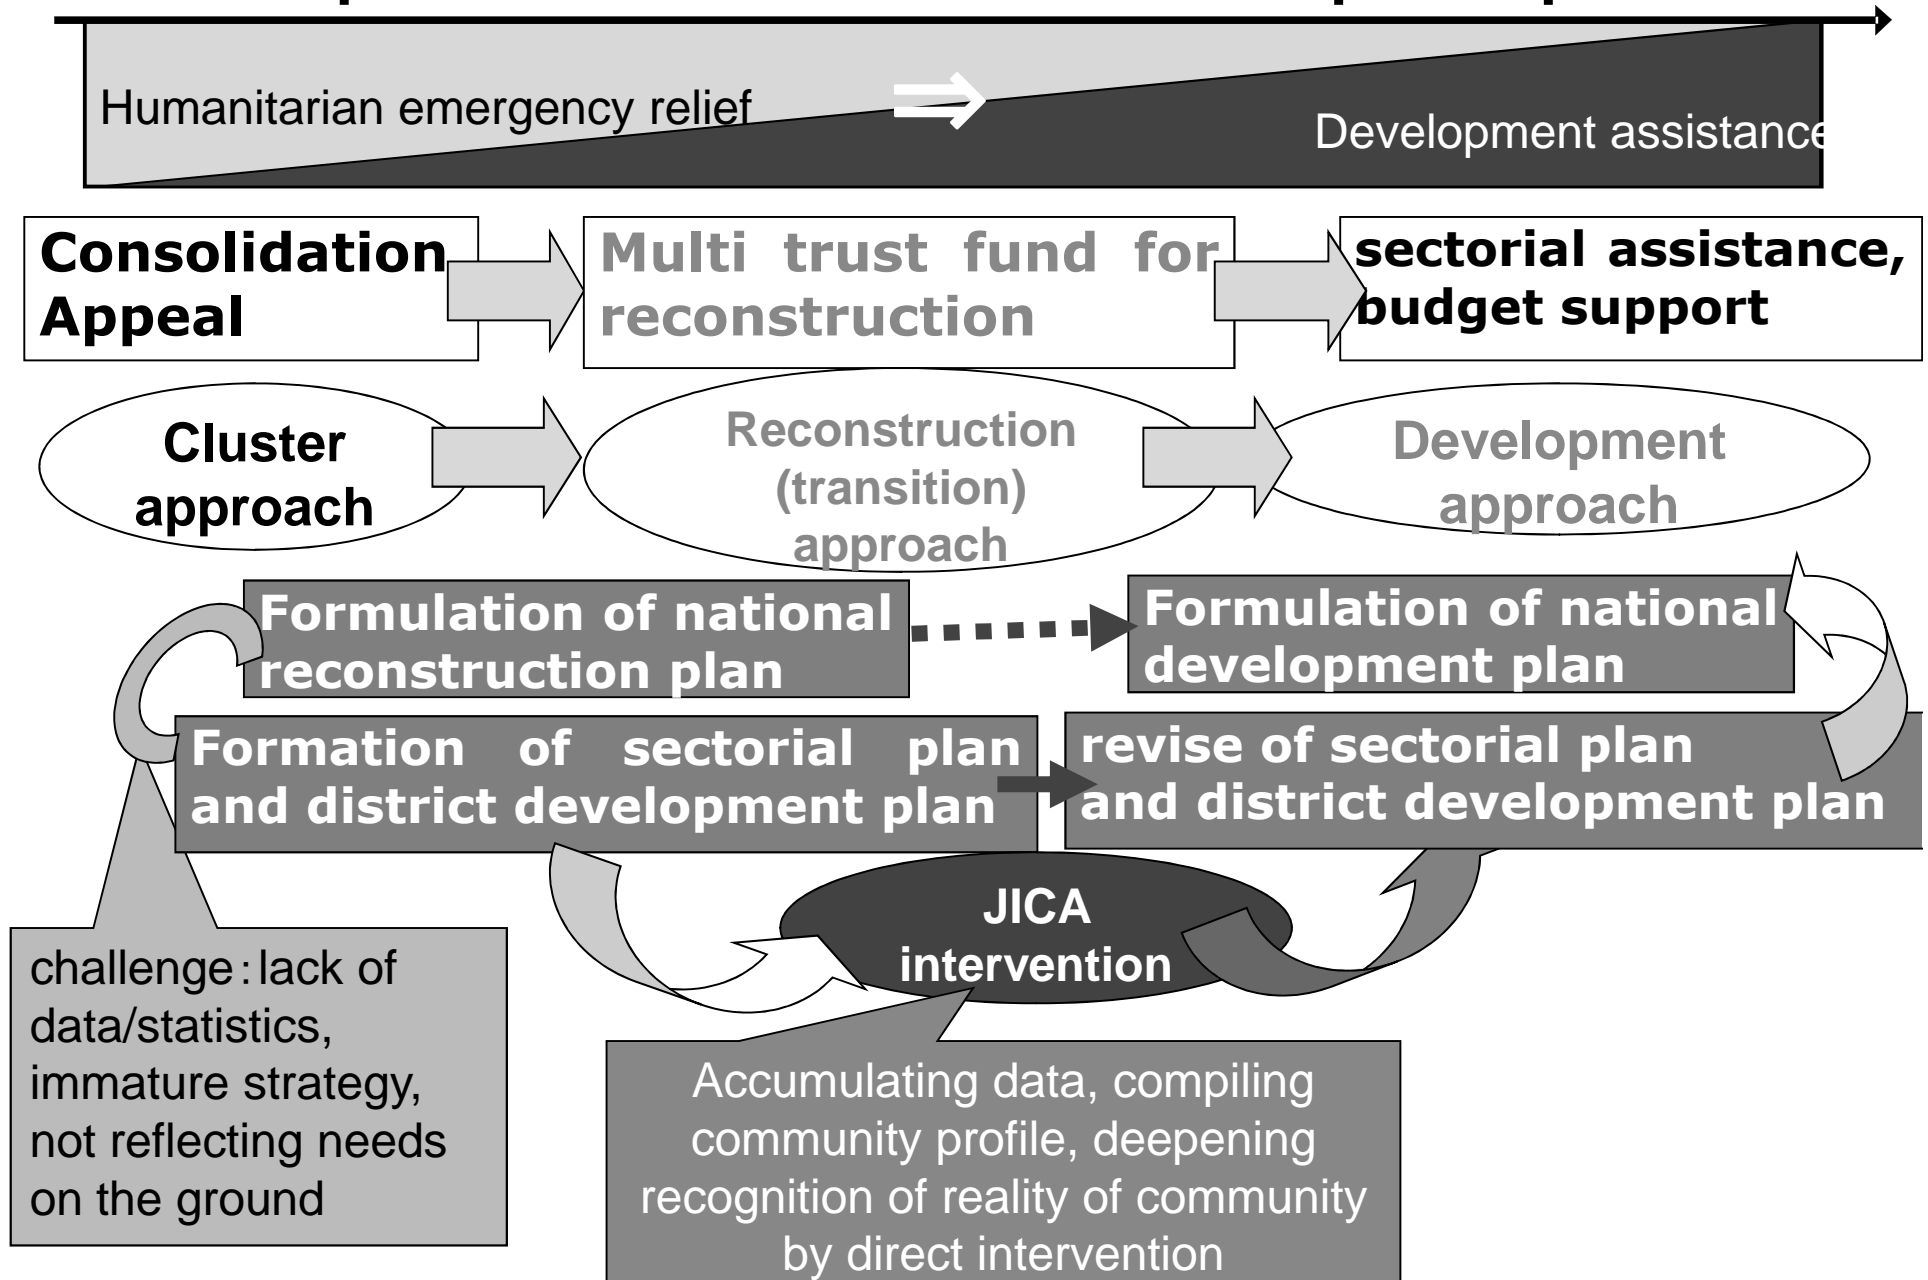 Humanitarian emergency relief
Development assistance
Consolidation
Appeal
Multi trust fund for
reconstruction
sectorial assistance,
budget support
Cluster
approach
Reconstruction
(transition)
approach
Development
approach
Formulation of national
reconstruction plan
Formulation of national
development plan
Formation of sectorial plan
and district development plan
revise of sectorial plan
and district development plan
JICA
intervention
challenge：lack of
data/statistics,
immature strategy,
not reflecting needs
on the ground
Accumulating data, compiling
community profile, deepening
recognition of reality of community
by direct intervention